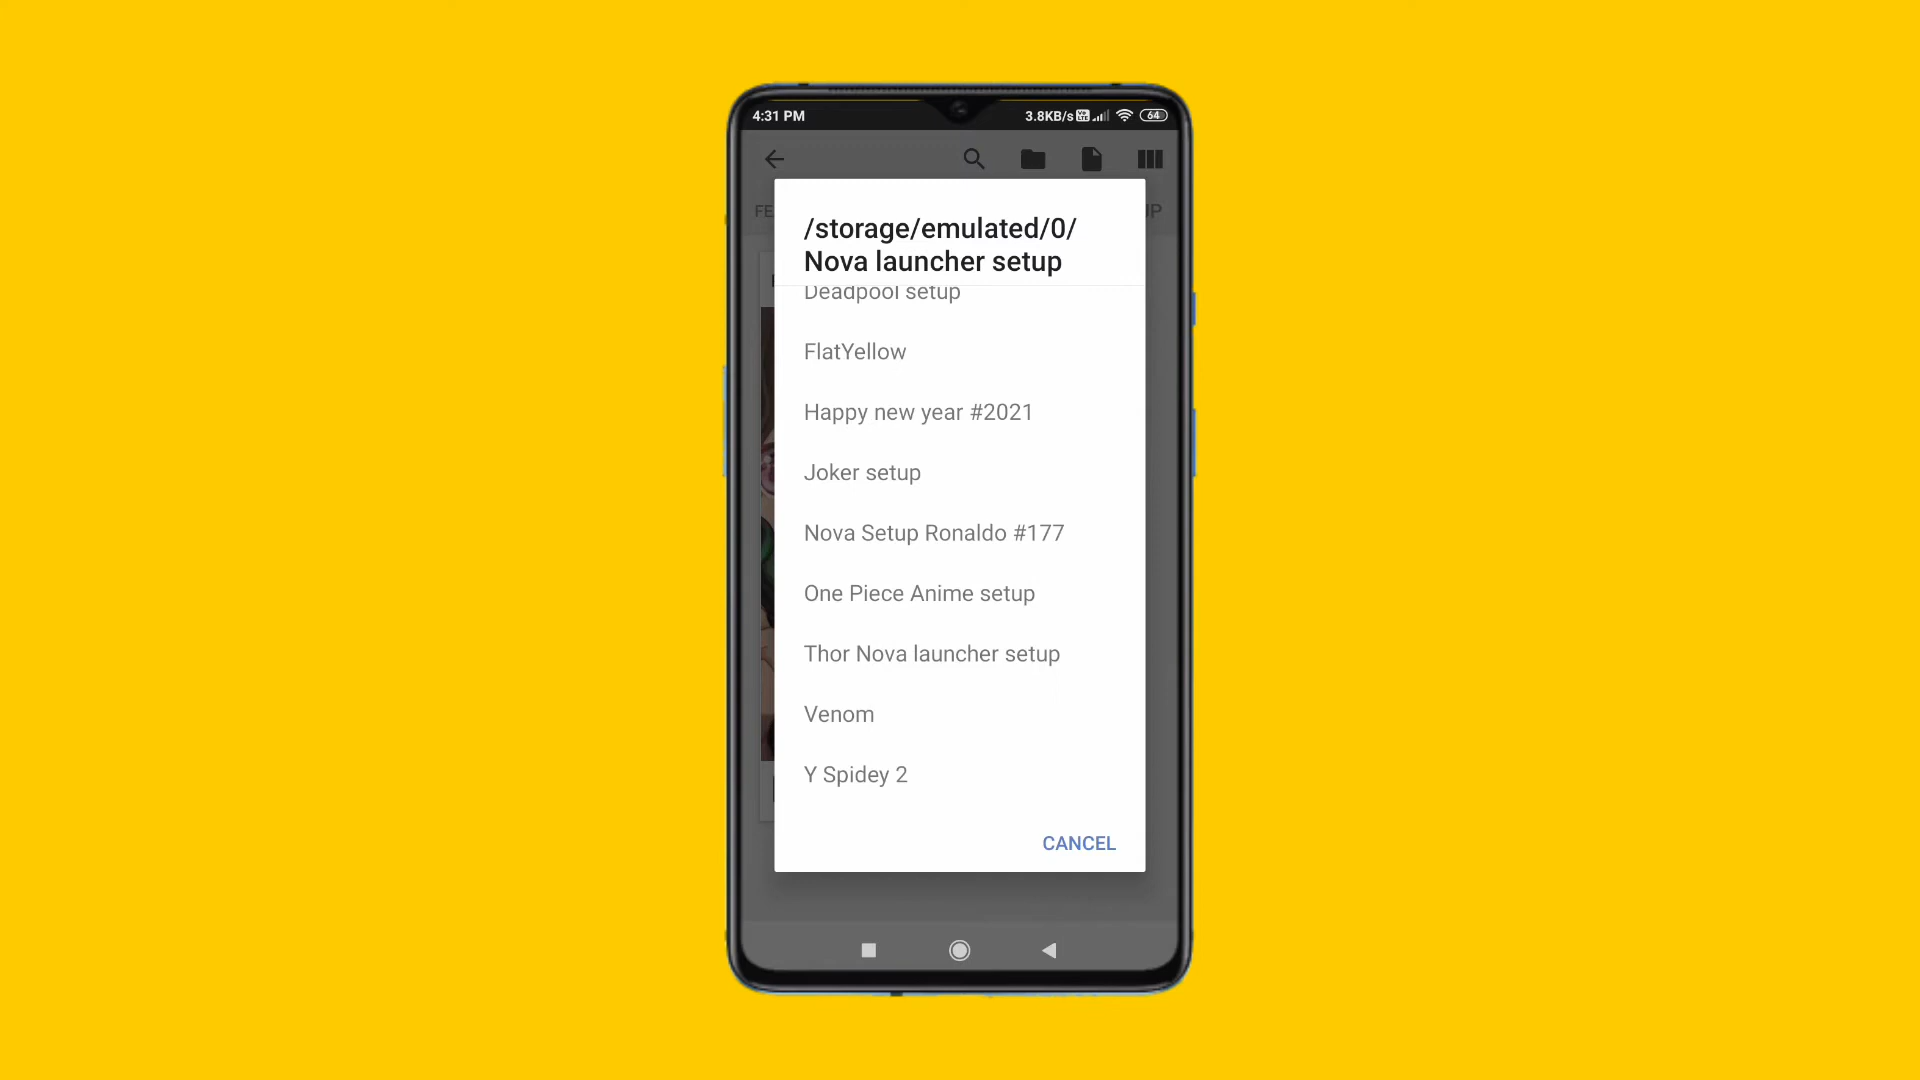 4:31 PM
3.8KB/s
64
/storage/emulated/0/
Nova launcher setup
Deadpool setup
FlatYellow
Happy new year #2021
Joker setup
Nova Setup Ronaldo #177
One Piece Anime setup
Thor Nova launcher setup
Venom
Y Spidey 2
CANCEL